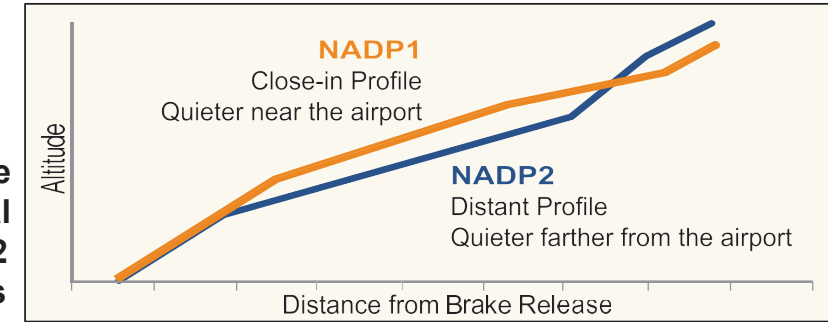 NADP1
Close-in Profile
Quieter near the airport
Altitude
e
l
2
s
NADP2
Distant Profile
Quieter farther from the airport
Distance from Brake Release